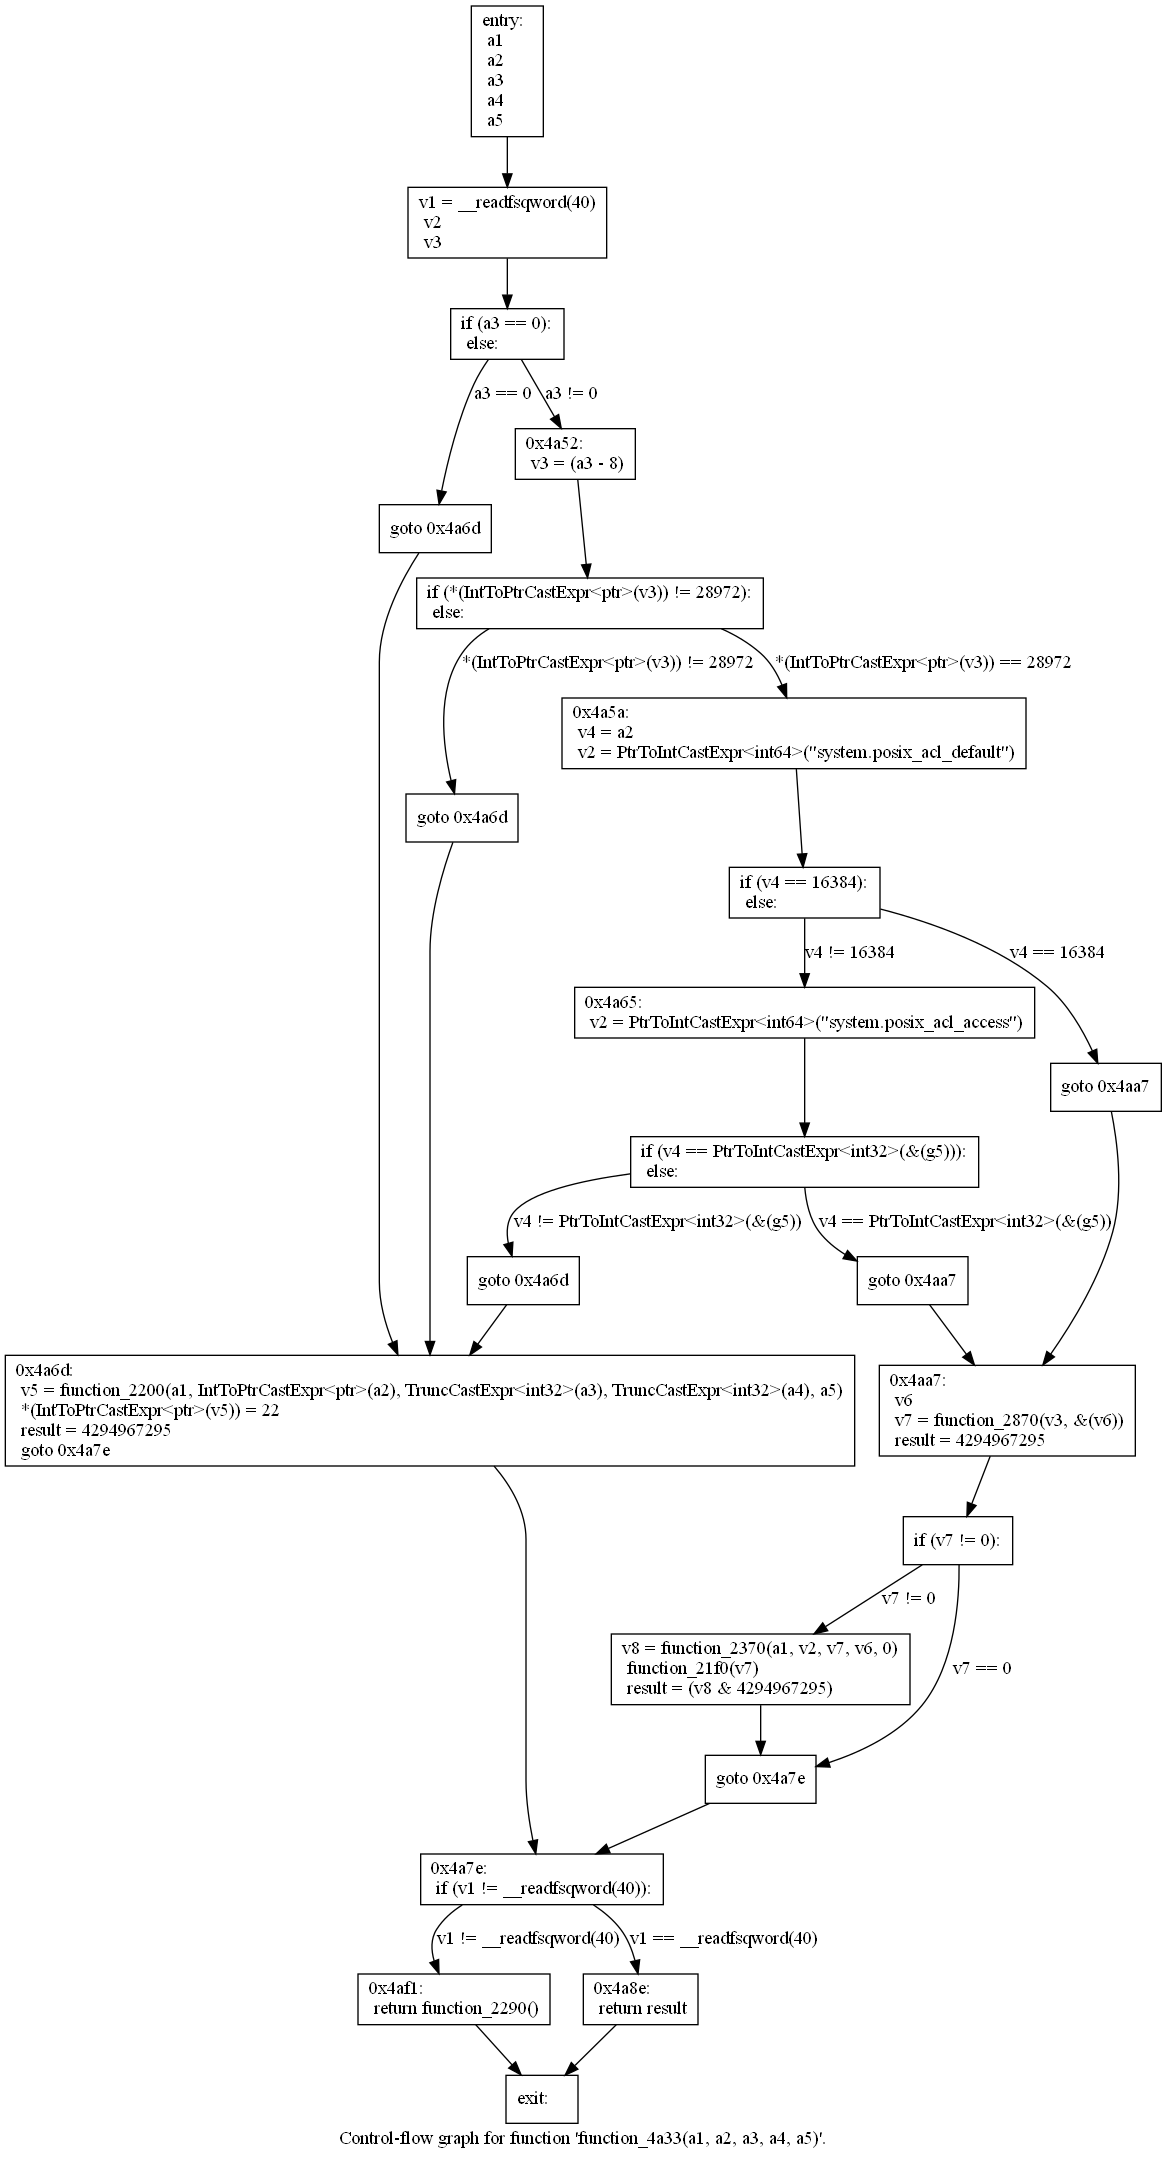 entry:
a1
a2
a3
a4
a5
v1 = __readfsqword(40)
v2
v3
if (a3 == 0):
else:
a3 == 0
a3 != 0
0x4a52:
v3 = (a3 - 8)
goto 0x4a6d
if (*(IntToPtrCastExpr<ptr>(v3)) != 28972):
else:
*(IntToPtrCastExpr<ptr>(v3)) != 28972
*(IntToPtrCastExpr<ptr>(v3)) == 28972
0x4a5a:
v4 = a2
v2 = PtrToIntCastExpr<int64>("system.posix_acl_default")
goto 0x4a6d
if (v4 == 16384):
else:
v4 != 16384
v4 == 16384
0x4a65:
v2 = PtrToIntCastExpr<int64>("system.posix_acl_access")
goto 0x4aa7
if (v4 == PtrToIntCastExpr<int32>(&(g5))):
else:
v4 != PtrToIntCastExpr<int32>(&(g5))
v4 == PtrToIntCastExpr<int32>(&(g5))
goto 0x4a6d
goto 0x4aa7
0x4a6d:
v5 = function_2200(a1, IntToPtrCastExpr<ptr>(a2), TruncCastExpr<int32>(a3), TruncCastExpr<int32>(a4), a5)
*(IntToPtrCastExpr<ptr>(v5)) = 22
result = 4294967295
goto 0x4a7e
0x4aa7:
v6
v7 = function_2870(v3, &(v6))
result = 4294967295
if (v7 != 0):
v7 != 0
v7 == 0
v8 = function_2370(a1, v2, v7, v6, 0)
function_21f0(v7)
result = (v8 & 4294967295)
goto 0x4a7e
0x4a7e:
if (v1 != __readfsqword(40)):
v1 != __readfsqword(40)
v1 == __readfsqword(40)
0x4af1:
return function_2290()
0x4a8e:
return result
exit:
Control-flow graph for function 'function_4a33(a1, a2, a3, a4, a5)'.